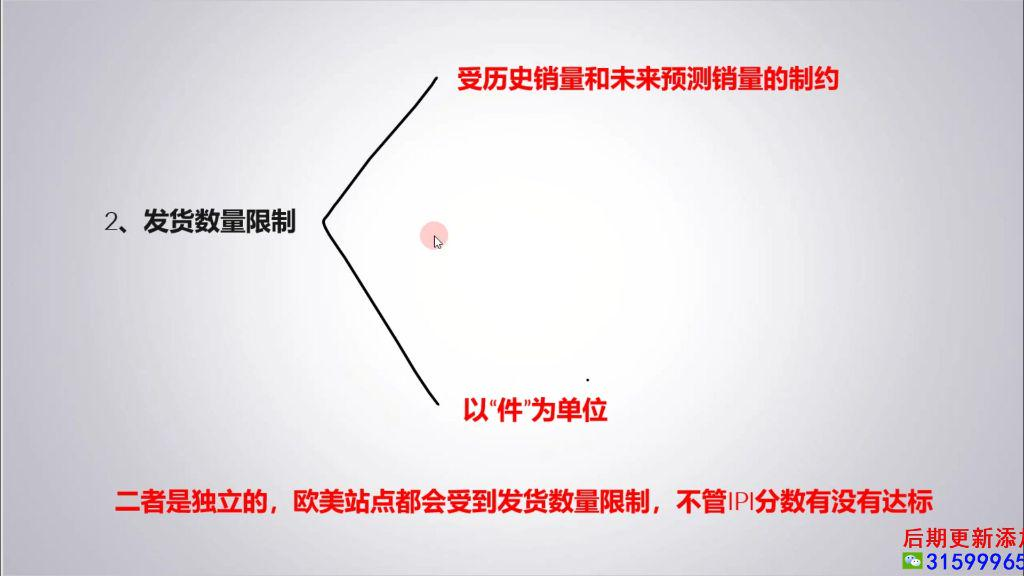 受历史销量和未来预测销量的制约
2、发货数量限制
以“件”为单位
二者是独立的，欧美站点都会受到发货数量限制，不管IPI分数有没有达标
后期更新添加
31599965